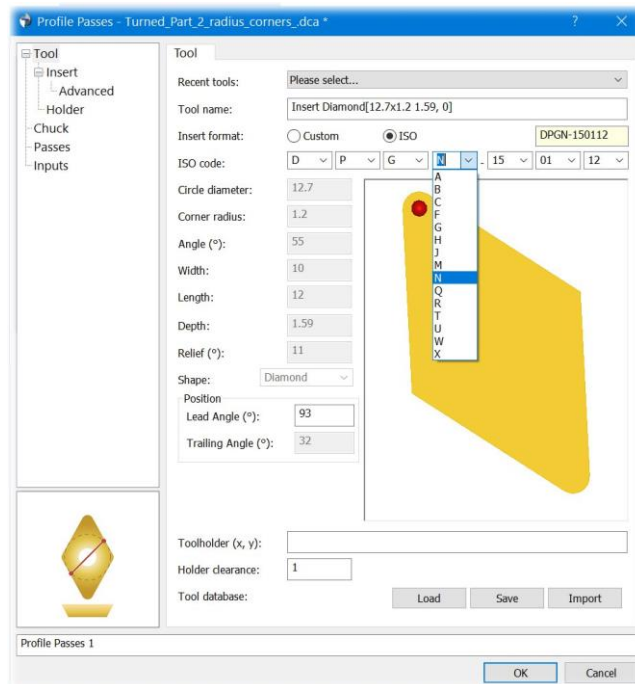 Profile Passes - Turned_Part_2_radius_corners_.dca *
?
Tool
Insert
Advanced
Holder
Chuck
Passes
Inputs
Tool
Recent tools:
Please select...
Tool name:
Insert Diamond[12.7x1.2 1.59, 0]
Insert format:
Custom
ISO
DPGN-150112
ISO code:
D
P
G
N
-
15
01
12
A
B
C
F
G
H
J
M
N
Q
R
T
U
W
X
Circle diameter:
12.7
Corner radius:
1.2
Angle (º):
55
Width:
10
Length:
12
Depth:
1.59
Relief (º):
11
Shape:
Diamond
Position
Lead Angle (º):
93
Trailing Angle (º):
32
Toolholder (x, y):
Holder clearance:
1
Tool database:
Load
Save
Import
Profile Passes 1
OK
Cancel